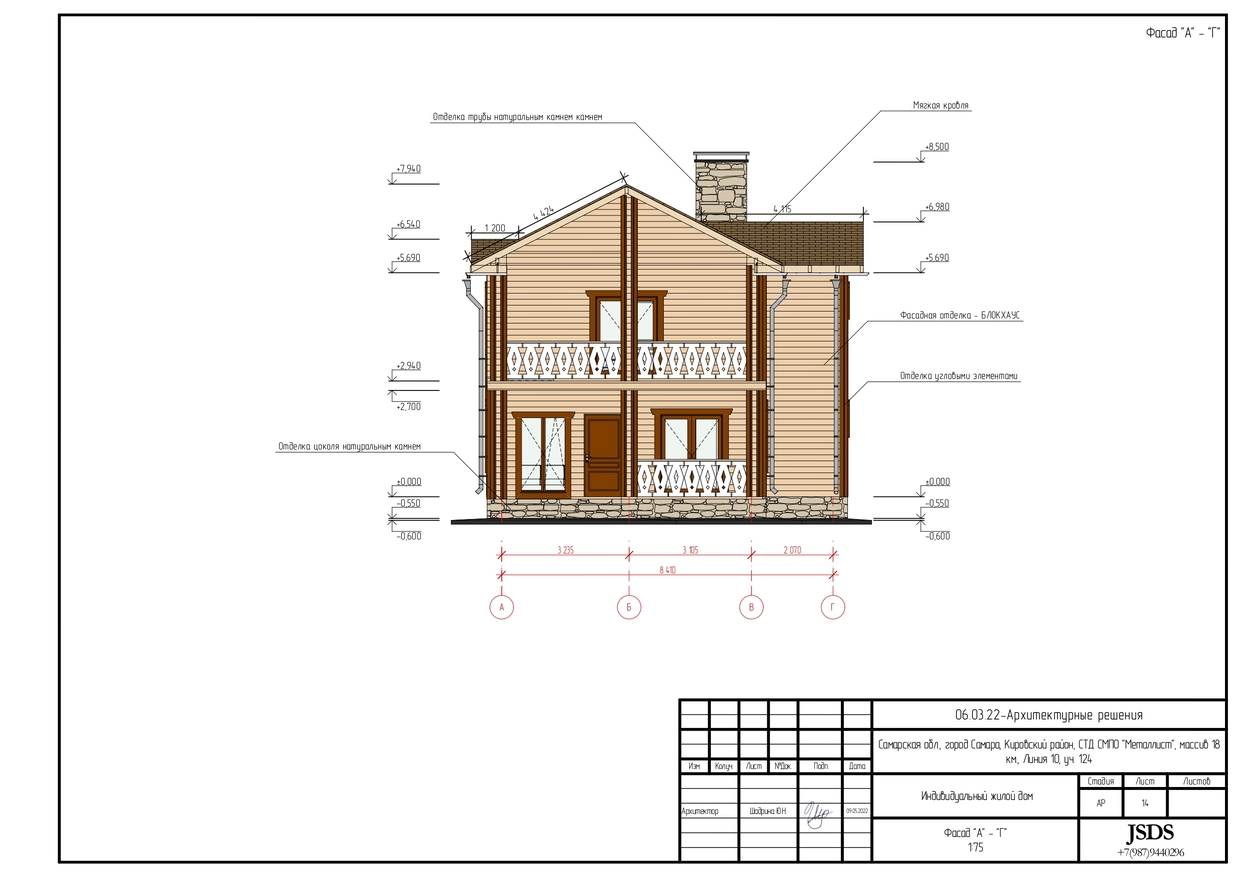 Фасад "А" - "Г"
Мягкая кровля
Отделка трубы натуральным камнем камнем
+8,500
+7,940
4 424
4 115
+6,980
+6,540
1 200
+5,690
+5,690
Фасадная отделка - БЛОКХАУС
+2,940
Отделка угловыми элементами
+2,700
Отделка цоколя натуральным камнем
+0,000
+0,000
-0,550
-0,550
-0,600
-0,600
3 235
3 105
2 070
8 410
А
Б
В
Г
06.03.22-Архитектурные решения
Самарская обл., город Самара, Кировский район, СТД СМПО "Металлист", массив 18
км., Линия 10, уч. 124
Изм.
Колуч
Лист
№Док
Подп.
Дата
Индивидуальный жилой дом
Стадия
Лист
Листов
АР
14
Архитектор
Шадрина Ю.Н.
09.05.2022
Фасад "А" - "Г"
1:75
JSDS
+7(987)9440296